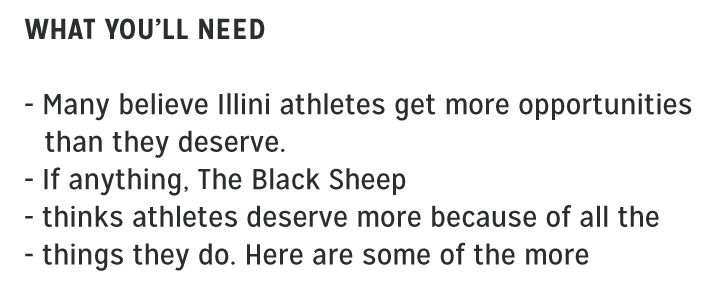 WHAT YOU'LL NEED
- Many believe Illini athletes get more opportunities
than they deserve.
- If anything, The Black Sheep
- thinks athletes deserve more because of all the
- things they do. Here are some of the more